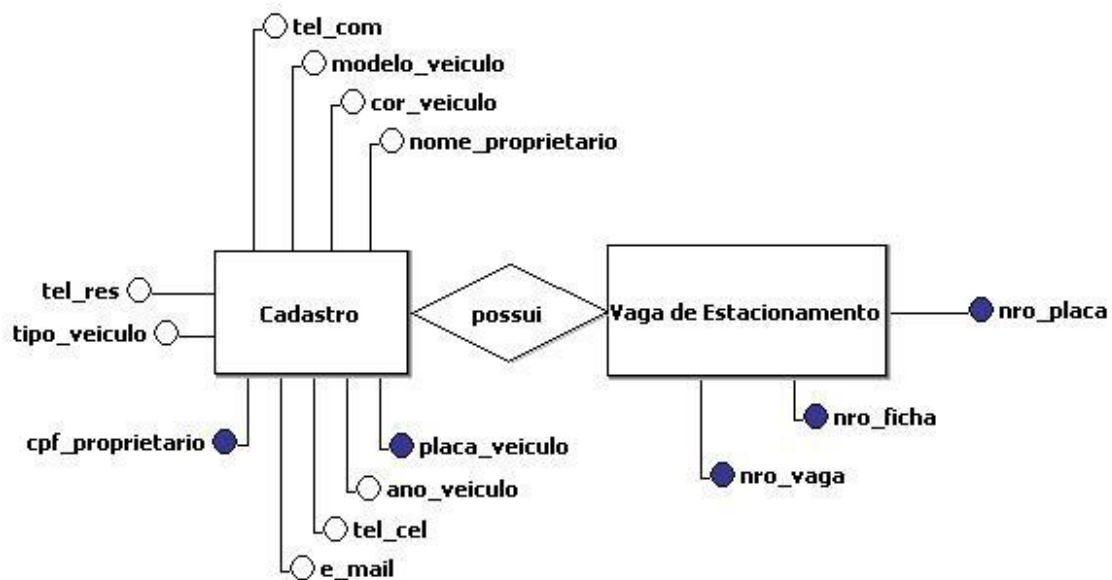 tel_com
modelo_veiculo
cor_veiculo
nome_proprietario
tel_res
tipo_veiculo
Cadastro
possui
Vaga de Estacionamento
nro_placa
cpf_proprietario
placa_veiculo
nro_ficha
nro_vaga
ano_veiculo
tel_cel
e_mail